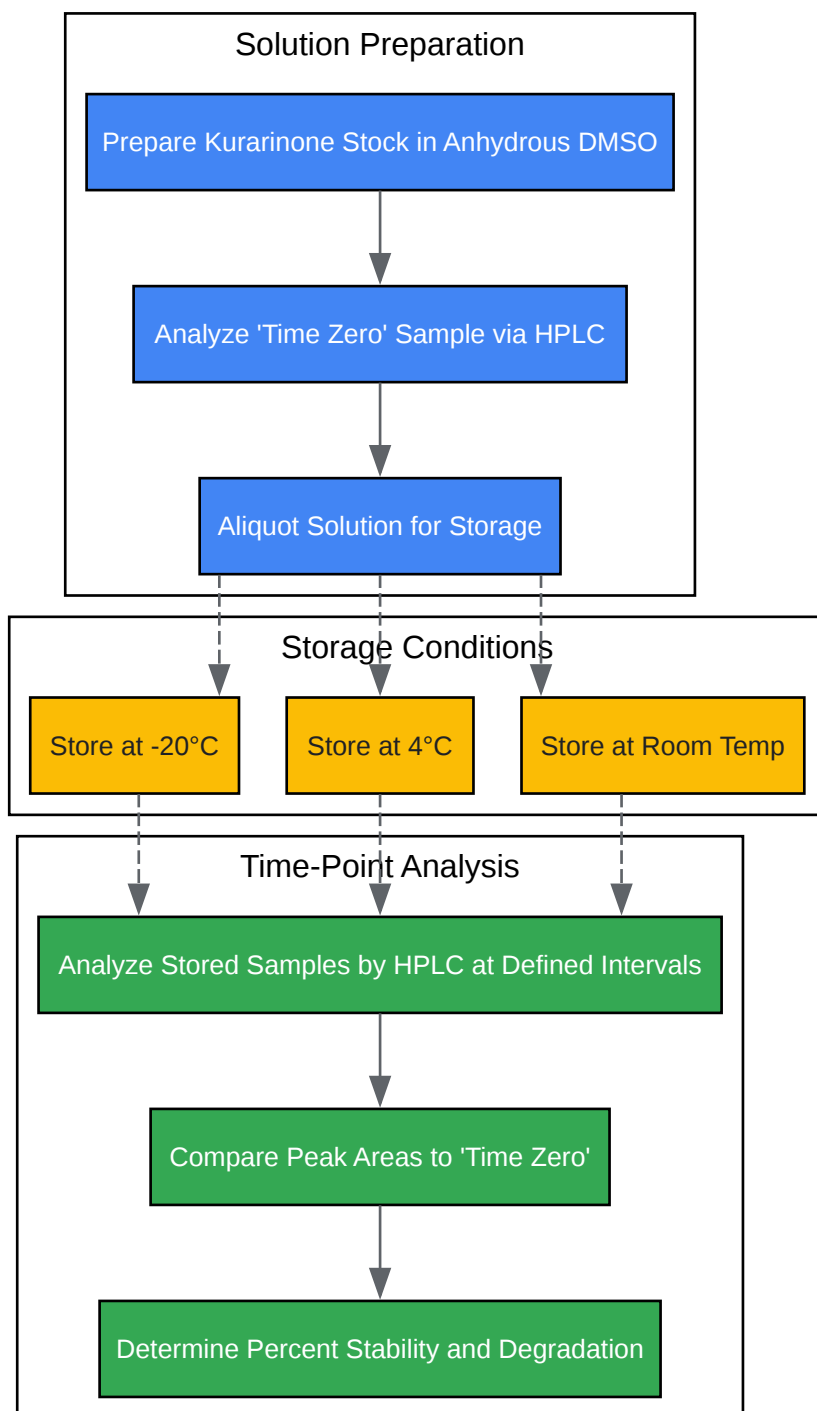 Solution Preparation
Prepare Kurarinone Stock in Anhydrous DMSO
Analyze 'Time Zero' Sample via HPLC
Aliquot Solution for Storage
Storage Conditions
Store at -20°C
Store at 4°C
Store at Room Temp
Time-Point Analysis
Analyze Stored Samples by HPLC at Defined Intervals
Compare Peak Areas to 'Time Zero'
Determine Percent Stability and Degradation